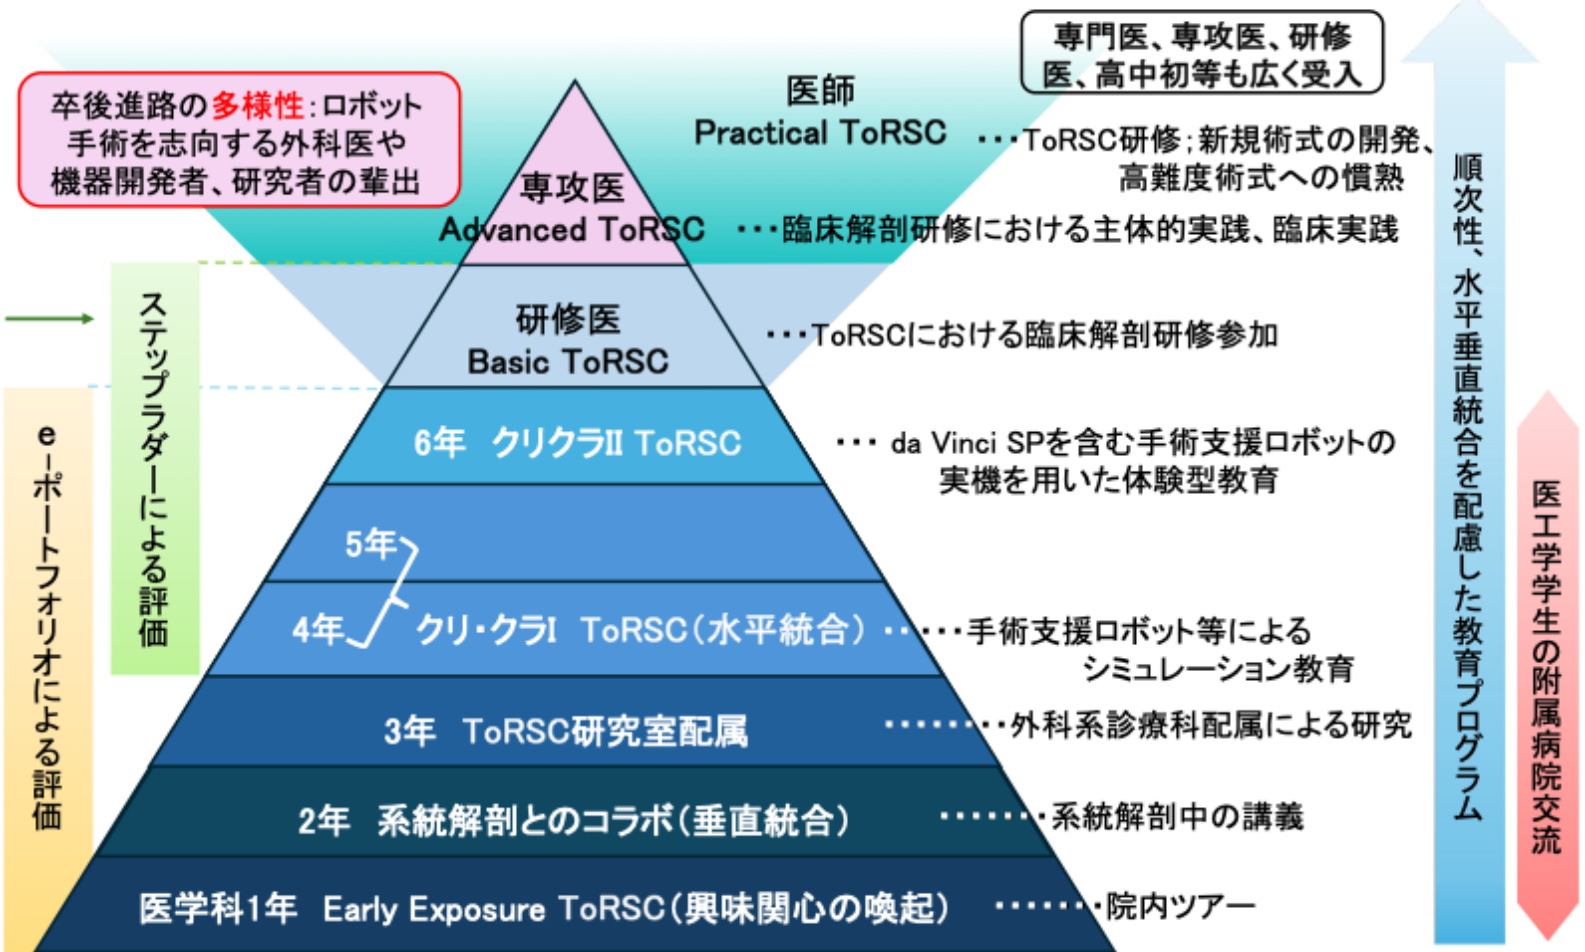 専門医、専攻医、研修
医、高中初等も広く受入
卒後進路の多様性：ロボット
手術を志向する外科医や
機器開発者、研究者の輩出
医師
Practical ToRSC
･･･ToRSC研修；新規術式の開発、
高難度術式への慣熟
専攻医
Advanced ToRSC
･･･臨床解剖研修における主体的実践、臨床実践
研修医
Basic ToRSC
･･･ToRSCにおける臨床解剖研修参加
6年 クリクラII ToRSC
･･･ da Vinci SPを含む手術支援ロボットの
実機を用いた体験型教育
5年
4年
クリ・クラI ToRSC（水平統合）
･･････手術支援ロボット等による
シミュレーション教育
3年 ToRSC研究室配属
････････外科系診療科配属による研究
2年 系統解剖とのコラボ（垂直統合）
･･･････系統解剖中の講義
医学科1年 Early Exposure ToRSC（興味関心の喚起）
･･･････院内ツアー
ステップラダーによる評価
e-ポートフォリオによる評価
順次性、水平垂直統合を配慮した教育プログラム
医工学学生の附属病院交流